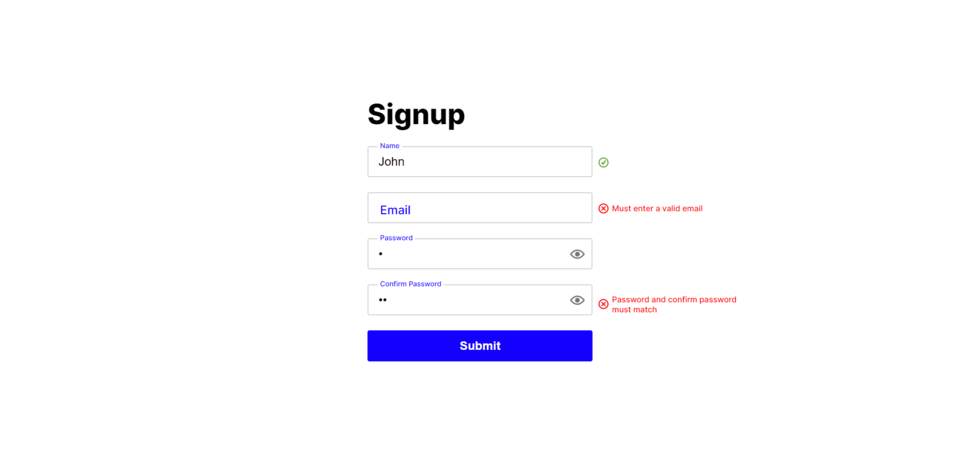 Signup
Name
John
Email
Must enter a valid email
Password
•
Confirm Password
••
Password and confirm password
must match
Submit